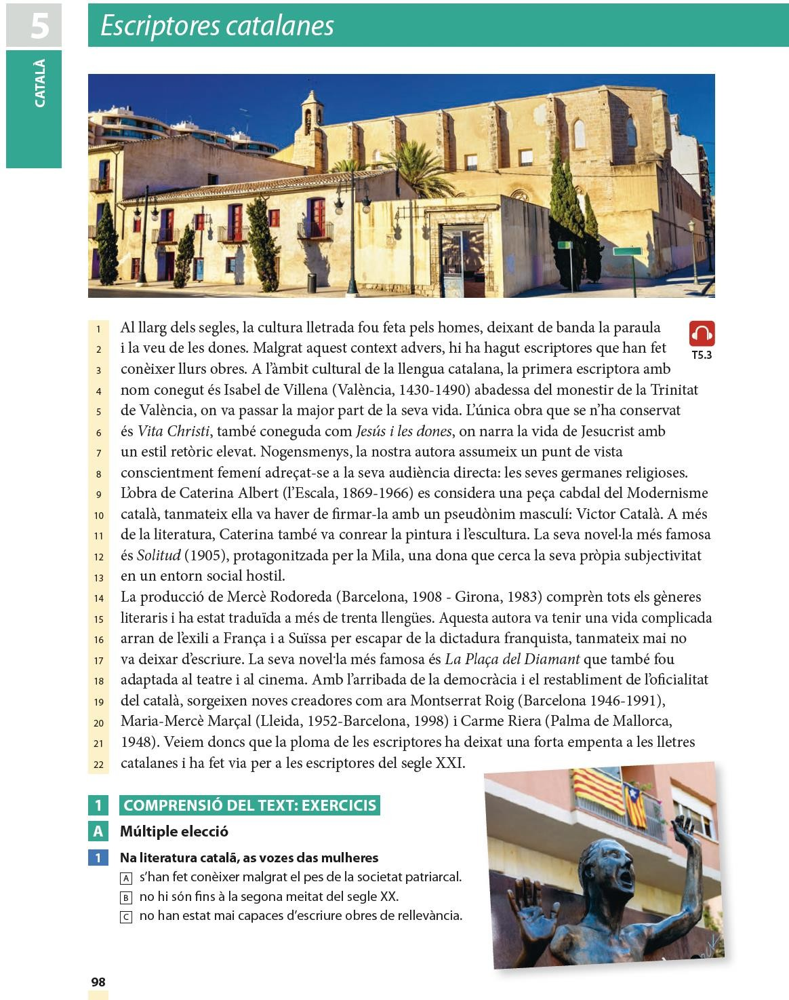 5
Escriptores catalanes
CATALÀ
1 Al llarg dels segles, la cultura lletrada fou feta pels homes, deixant de banda la paraula
2 i la veu de les dones. Malgrat aquest context advers, hi ha hagut escriptores que han fet
3 conèixer llurs obres. A l’àmbit cultural de la llengua catalana, la primera escriptora amb
4 nom conegut és Isabel de Villena (València, 1430-1490) abadessa del monestir de la Trinitat
5 de València, on va passar la major part de la seva vida. L’única obra que se n’ha conservat
6 és Vita Christi, també coneguda com Jesús i les dones, on narra la vida de Jesucrist amb
7 un estil retòric elevat. Nogensmenys, la nostra autora assumeix un punt de vista
8 conscientment femení adreçat-se a la seva audiència directa: les seves germanes religioses.
9 L’obra de Caterina Albert (l’Escala, 1869-1966) es considera una peça cabdal del Modernisme
10 català, tanmateix ella va haver de firmar-la amb un pseudònim masculí: Victor Català. A més
11 de la literatura, Caterina també va conrear la pintura i l’escultura. La seva novel·la més famosa
12 és Solitud (1905), protagonitzada per la Mila, una dona que cerca la seva pròpia subjectivitat
13 en un entorn social hostil.
14 La producció de Mercè Rodoreda (Barcelona, 1908 - Girona, 1983) comprèn tots els gèneres
15 literaris i ha estat traduïda a més de trenta llengües. Aquesta autora va tenir una vida complicada
16 arran de l’exili a França i a Suïssa per escapar de la dictadura franquista, tanmateix mai no
17 va deixar d’escriure. La seva novel·la més famosa és La Plaça del Diamant que també fou
18 adaptada al teatre i al cinema. Amb l’arribada de la democràcia i el restabliment de l’oficialitat
19 del català, sorgeixen noves creadores com ara Montserrat Roig (Barcelona 1946-1991),
20 Maria-Mercè Marçal (Lleida, 1952-Barcelona, 1998) i Carme Riera (Palma de Mallorca,
21 1948). Veiem doncs que la ploma de les escriptores ha deixat una forta empenta a les lletres
22 catalanes i ha fet via per a les escriptores del segle XXI.
T5.3
1 COMPRENSIÓ DEL TEXT: EXERCICIS
A Múltiple elecció
1 Na literatura catalã, as vozes das mulheres
A s’han fet conèixer malgrat el pes de la societat patriarcal.
B no hi són fins à la segona meitat del segle XX.
C no han estat mai capaces d’escriure obres de rellevància.
98